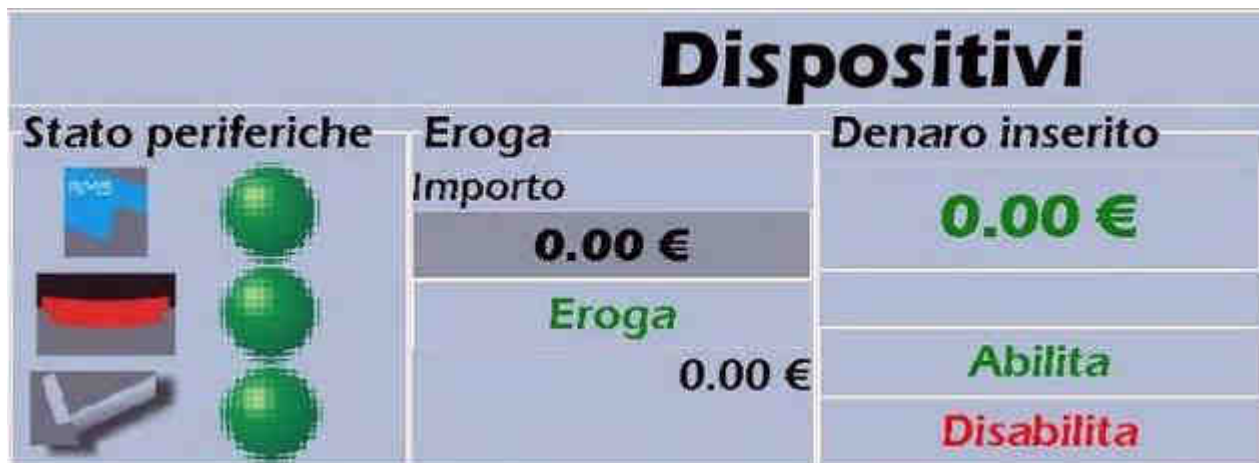 Dispositivi
Stato periferiche
Eroga
Importo
0.00 €
Eroga
0.00 €
Denaro inserito
0.00 €
Abilita
Disabilita